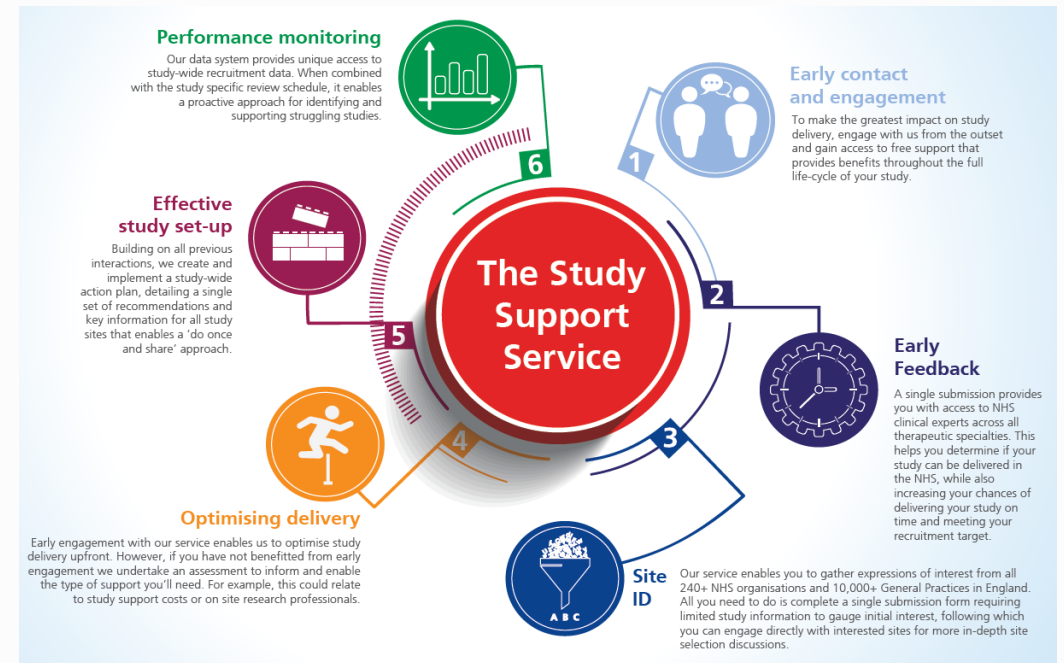 The Study
Support
Service
1
Early contact
and engagement
To make the greatest impact on study
delivery, engage with us from the outset
and gain access to free support that
provides benefits throughout the full
life-cycle of your study.
2
Early
Feedback
A single submission provides
you with access to NHS
clinical experts across all
therapeutic specialties. This
helps you determine if your
study can be delivered in
the NHS, while also
increasing your chances of
delivering your study on
time and meeting your
recruitment target.
3
A B C
Site
ID
Our service enables you to gather expressions of interest from all
240+ NHS organisations and 10,000+ General Practices in England.
All you need to do is complete a single submission form requiring
limited study information to gauge initial interest, following which
you can engage directly with interested sites for more in-depth site
selection discussions.
4
Optimising delivery
Early engagement with our service enables us to optimise study
delivery upfront. However, if you have not benefitted from early
engagement we undertake an assessment to inform and enable
the type of support you'll need. For example, this could relate
to study support costs or on site research professionals.
5
Effective
study set-up
Building on all previous
interactions, we create and
implement a study-wide
action plan, detailing a single
set of recommendations and
key information for all study
sites that enables a ‘do once
and share’ approach.
6
Performance monitoring
Our data system provides unique access to
study-wide recruitment data. When combined
with the study specific review schedule, it enables
a proactive approach for identifying and
supporting struggling studies.